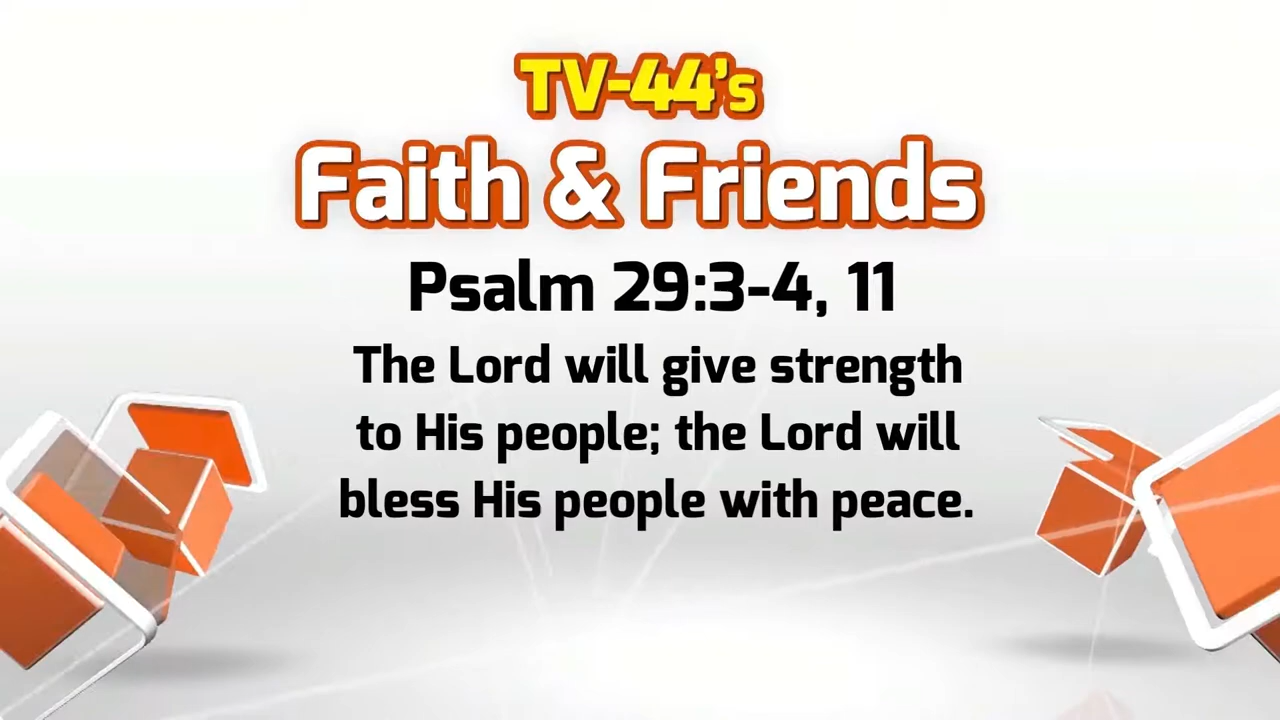 TV-44's
Faith & Friends
Psalm 29:3-4, 11
The Lord will give strength
to His people; the Lord will
bless His people with peace.